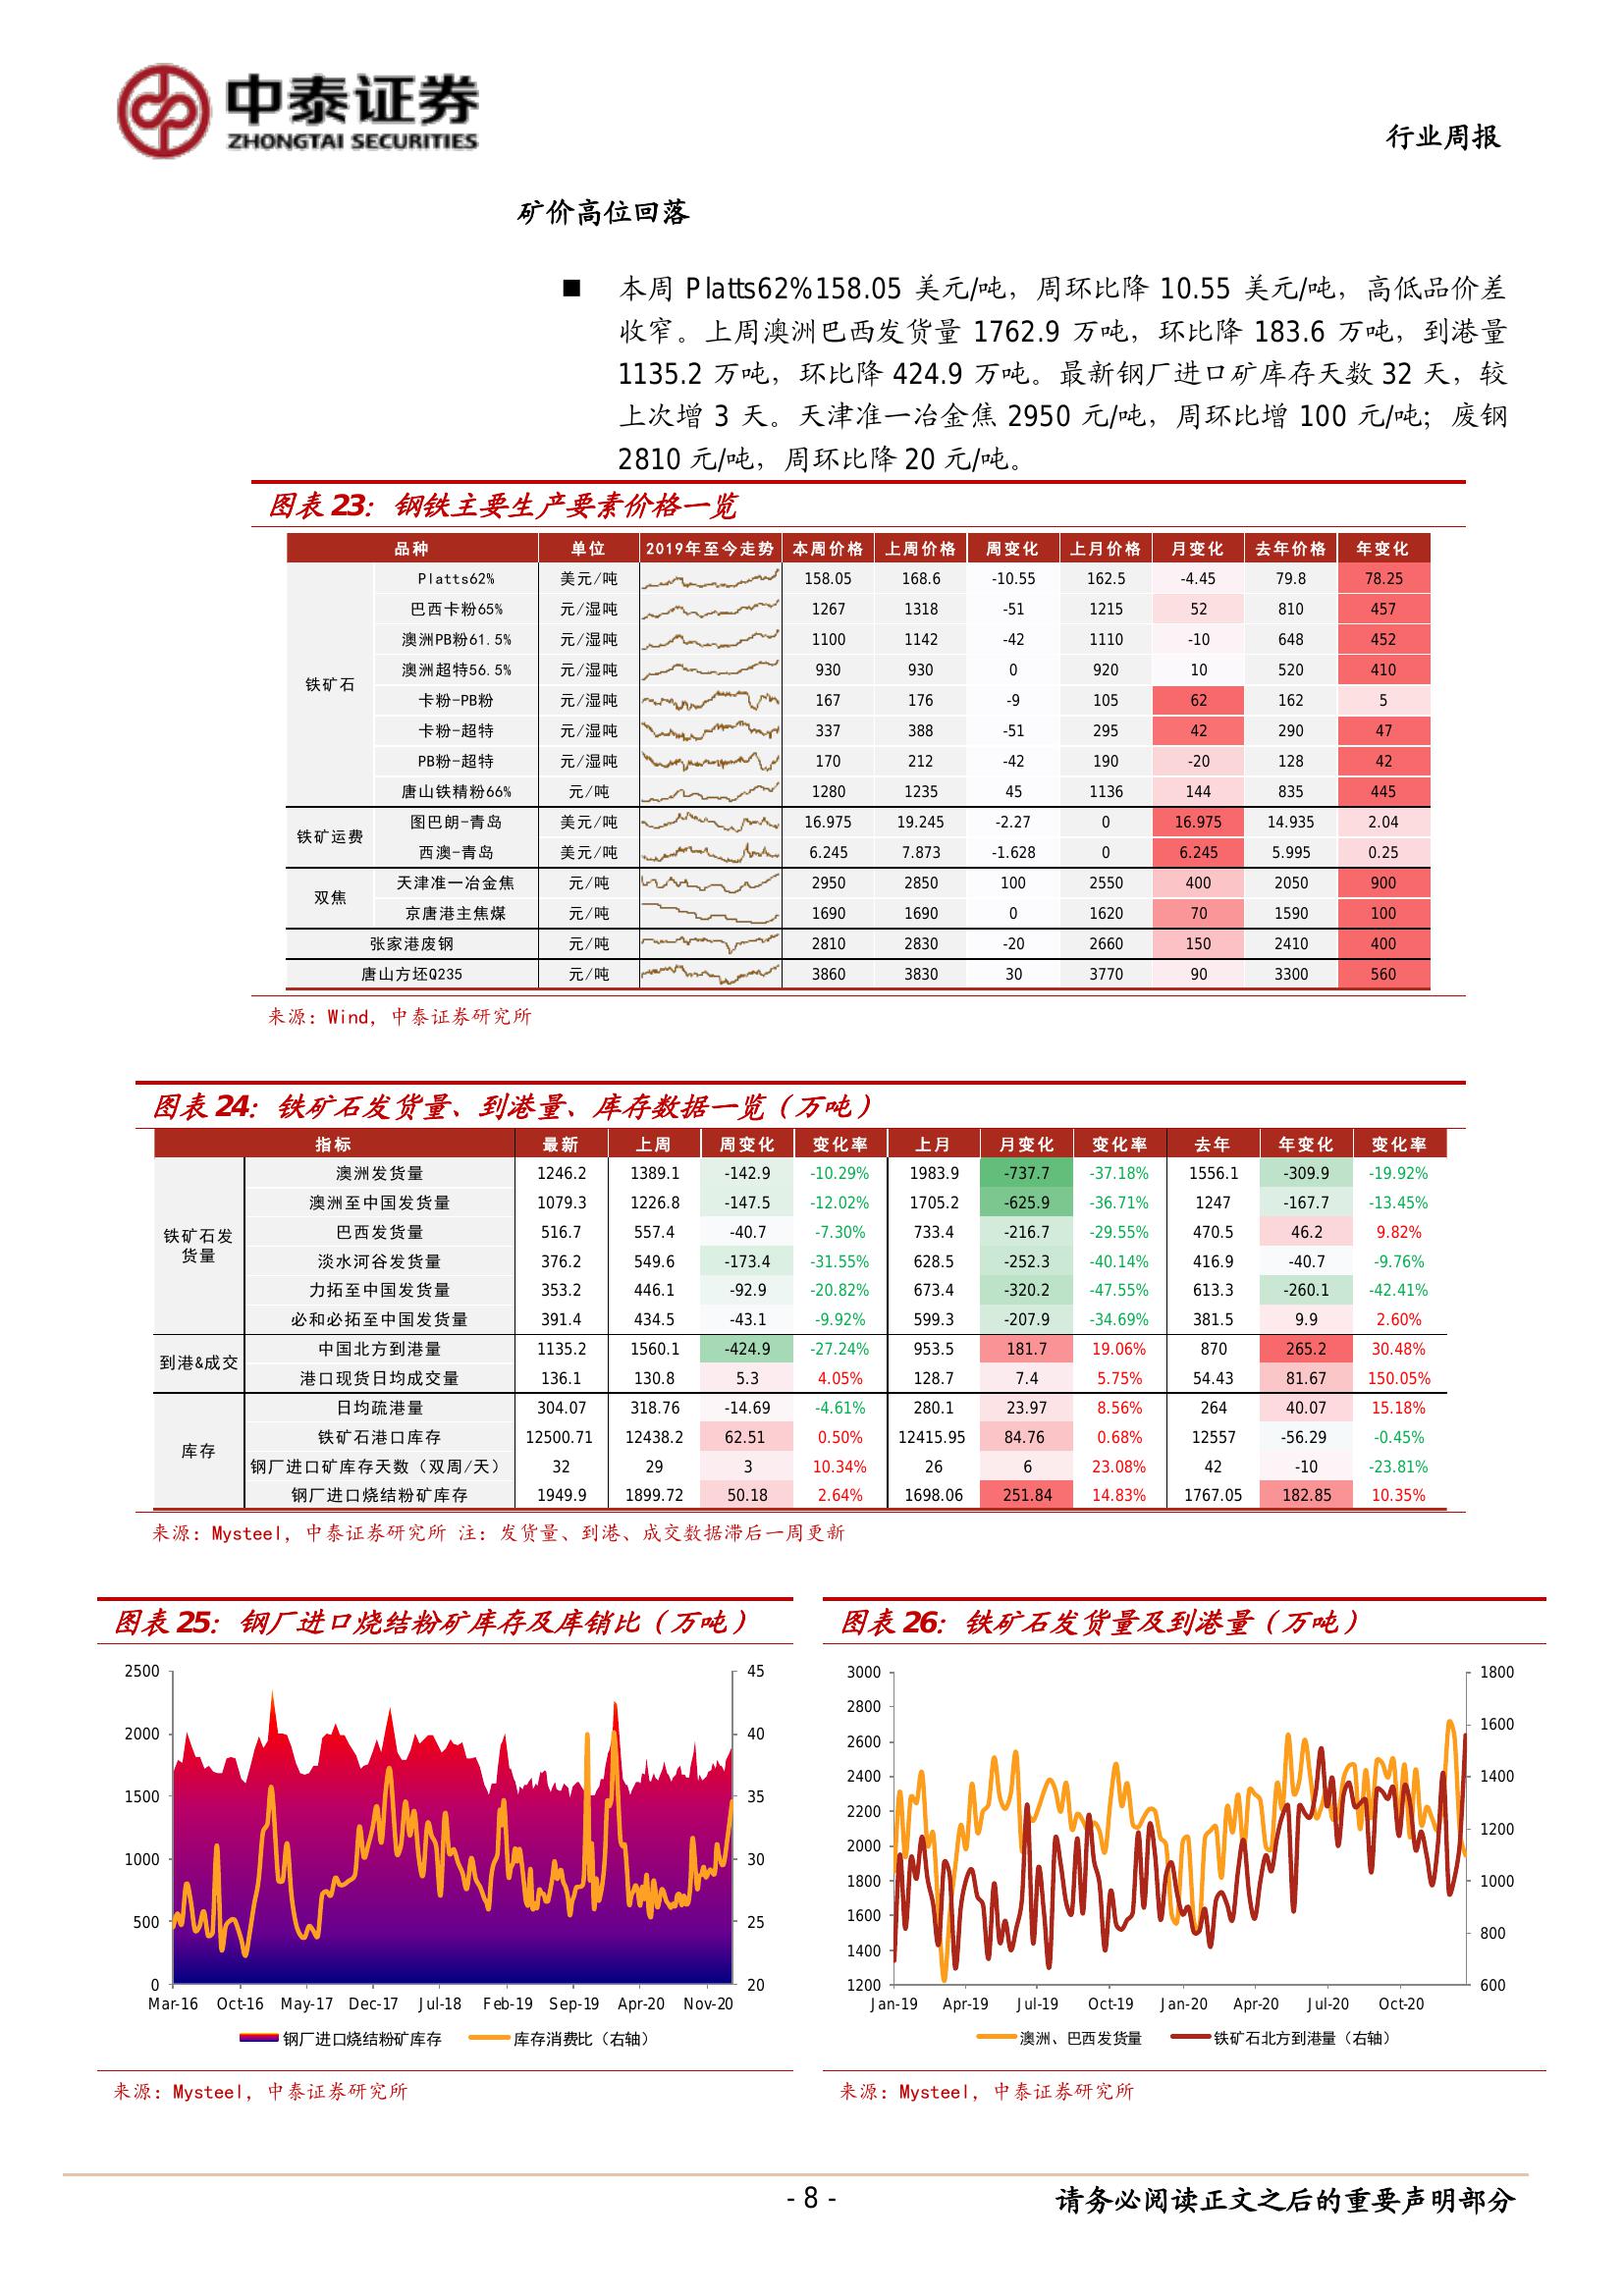 中泰证券
ZHONGTAI SECURITIES
行业周报
矿价高位回落
■ 本周 Platts62%158.05 美元/吨，周环比降 10.55 美元/吨，高低品价差
收窄。上周澳洲巴西发货量 1762.9 万吨，环比降 183.6 万吨，到港量
1135.2 万吨，环比降 424.9 万吨。最新钢厂进口矿库存天数 32 天，较
上次增 3 天。天津准一冶金焦 2950 元/吨，周环比增 100 元/吨；废钢
2810 元/吨，周环比降 20 元/吨。
图表 23：钢铁主要生产要素价格一览
品种 单位 2019年至今走势 本周价格 上周价格 周变化 上月价格 月变化 去年价格 年变化
铁矿石
Platts62% 美元/吨 158.05 168.6 -10.55 162.5 -4.45 79.8 78.25
巴西卡粉65% 元/湿吨 1267 1318 -51 1215 52 810 457
澳洲PB粉61.5% 元/湿吨 1100 1142 -42 1110 -10 648 452
澳洲超特56.5% 元/湿吨 930 930 0 920 10 520 410
卡粉-PB粉 元/湿吨 167 176 -9 105 62 162 5
卡粉-超特 元/湿吨 337 388 -51 295 42 290 47
PB粉-超特 元/湿吨 170 212 -42 190 -20 128 42
唐山铁精粉66% 元/吨 1280 1235 45 1136 144 835 445
铁矿运费
图巴朗-青岛 美元/吨 16.975 19.245 -2.27 0 16.975 14.935 2.04
西澳-青岛 美元/吨 6.245 7.873 -1.628 0 6.245 5.995 0.25
双焦
天津准一冶金焦 元/吨 2950 2850 100 2550 400 2050 900
京唐港主焦煤 元/吨 1690 1690 0 1620 70 1590 100
张家港废钢 元/吨 2810 2830 -20 2660 150 2410 400
唐山方坯Q235 元/吨 3860 3830 30 3770 90 3300 560
来源：Wind，中泰证券研究所
图表 24：铁矿石发货量、到港量、库存数据一览（万吨）
指标 最新 上周 周变化 变化率 上月 月变化 变化率 去年 年变化 变化率
铁矿石发
货量
澳洲发货量 1246.2 1389.1 -142.9 -10.29% 1983.9 -737.7 -37.18% 1556.1 -309.9 -19.92%
澳洲至中国发货量 1079.3 1226.8 -147.5 -12.02% 1705.2 -625.9 -36.71% 1247 -167.7 -13.45%
巴西发货量 516.7 557.4 -40.7 -7.30% 733.4 -216.7 -29.55% 470.5 46.2 9.82%
淡水河谷发货量 376.2 549.6 -173.4 -31.55% 628.5 -252.3 -40.14% 416.9 -40.7 -9.76%
力拓至中国发货量 353.2 446.1 -92.9 -20.82% 673.4 -320.2 -47.55% 613.3 -260.1 -42.41%
必和必拓至中国发货量 391.4 434.5 -43.1 -9.92% 599.3 -207.9 -34.69% 381.5 9.9 2.60%
到港&成交
中国北方到港量 1135.2 1560.1 -424.9 -27.24% 953.5 181.7 19.06% 870 265.2 30.48%
港口现货日均成交量 136.1 130.8 5.3 4.05% 128.7 7.4 5.75% 54.43 81.67 150.05%
库存
日均疏港量 304.07 318.76 -14.69 -4.61% 280.1 23.97 8.56% 264 40.07 15.18%
铁矿石港口库存 12500.71 12438.2 62.51 0.50% 12415.95 84.76 0.68% 12557 -56.29 -0.45%
钢厂进口矿库存天数（双周/天） 32 29 3 10.34% 26 6 23.08% 42 -10 -23.81%
钢厂进口烧结粉矿库存 1949.9 1899.72 50.18 2.64% 1698.06 251.84 14.83% 1767.05 182.85 10.35%
来源：Mysteel，中泰证券研究所 注：发货量、到港、成交数据滞后一周更新
图表 25：钢厂进口烧结粉矿库存及库销比（万吨）
2500 45
2000 40
1500 35
1000 30
500 25
0 20
Mar-16 Oct-16 May-17 Dec-17 Jul-18 Feb-19 Sep-19 Apr-20 Nov-20
钢厂进口烧结粉矿库存 库存消费比（右轴）
来源：Mysteel，中泰证券研究所
图表 26：铁矿石发货量及到港量（万吨）
3000 1800
2800
2600 1600
2400 1400
2200
2000 1200
1800 1000
1600
1400 800
1200 600
Jan-19 Apr-19 Jul-19 Oct-19 Jan-20 Apr-20 Jul-20 Oct-20
澳洲、巴西发货量 铁矿石北方到港量（右轴）
来源：Mysteel，中泰证券研究所
- 8 -
请务必阅读正文之后的重要声明部分